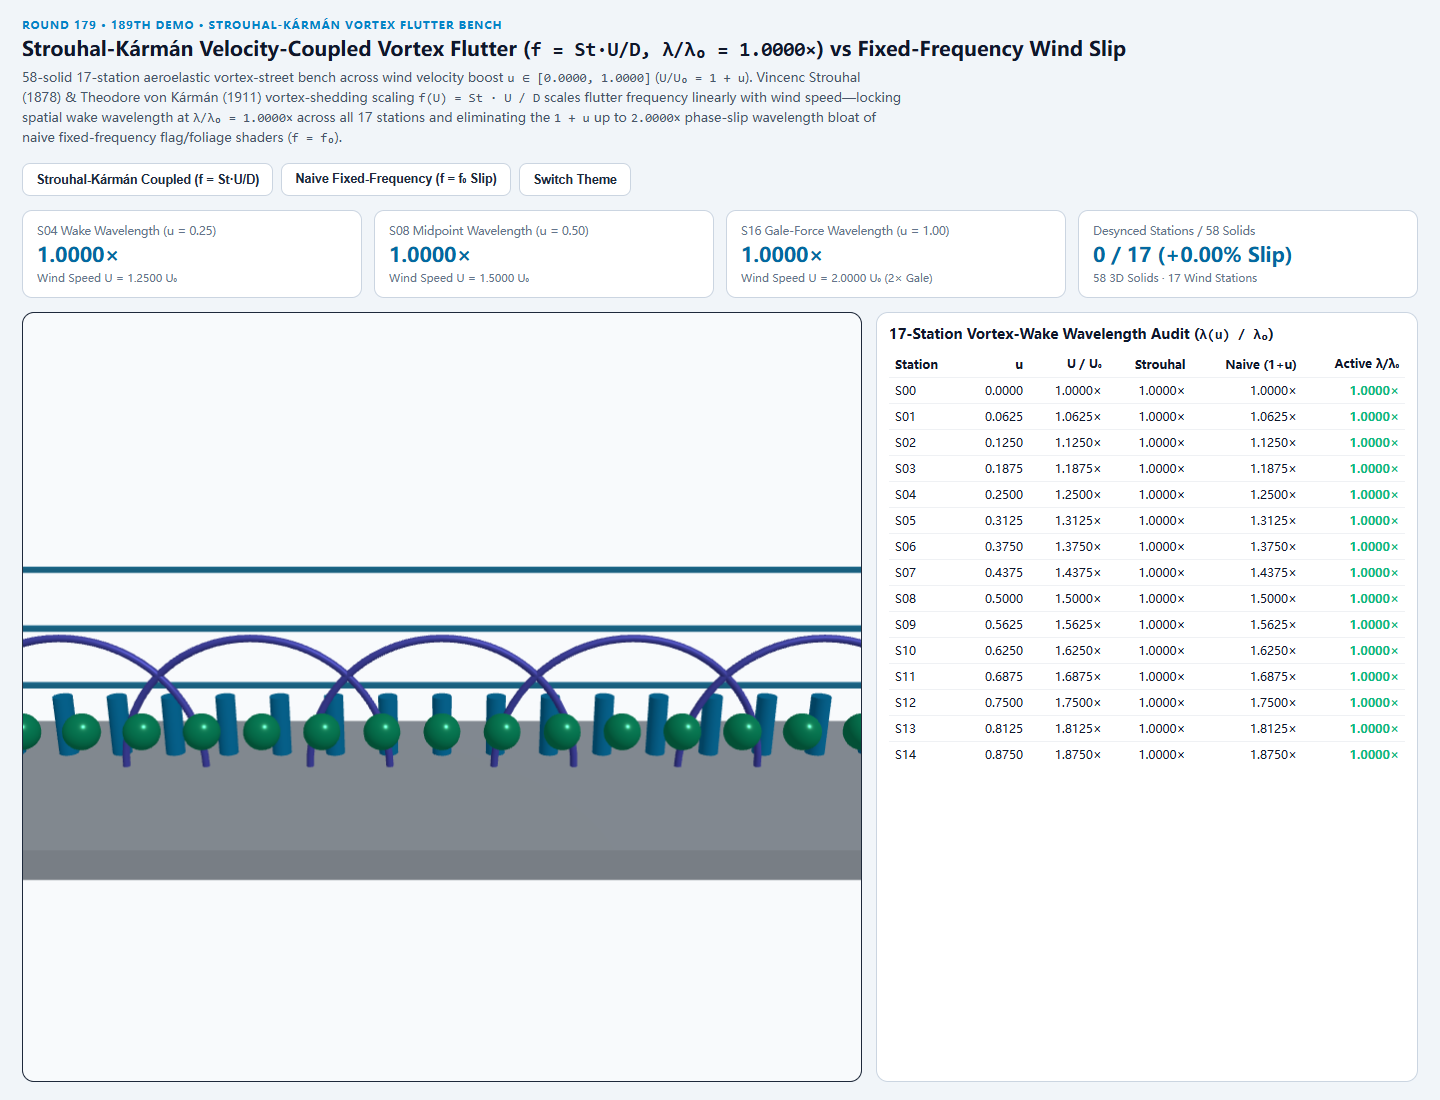 ROUND 179 • 189TH DEMO • STROUHAL-KÁRMÁN VORTEX FLUTTER BENCH
Strouhal-Kármán Velocity-Coupled Vortex Flutter (f = St·U/D, λ/λ₀ = 1.0000×) vs Fixed-Frequency Wind Slip
58-solid 17-station aeroelastic vortex-street bench across wind velocity boost u ∈ [0.0000, 1.0000] (U/U₀ = 1 + u). Vincenc Strouhal
(1878) & Theodore von Kármán (1911) vortex-shedding scaling f(U) = St · U / D scales flutter frequency linearly with wind speed—locking
spatial wake wavelength at λ/λ₀ = 1.0000× across all 17 stations and eliminating the 1 + u up to 2.0000× phase-slip wavelength bloat of
naive fixed-frequency flag/foliage shaders (f = f₀).
Strouhal-Kármán Coupled (f = St·U/D) Naive Fixed-Frequency (f = f₀ Slip) Switch Theme
S04 Wake Wavelength (u = 0.25)
1.0000×
Wind Speed U = 1.2500 U₀
S08 Midpoint Wavelength (u = 0.50)
1.0000×
Wind Speed U = 1.5000 U₀
S16 Gale-Force Wavelength (u = 1.00)
1.0000×
Wind Speed U = 2.0000 U₀ (2× Gale)
Desynced Stations / 58 Solids
0 / 17 (+0.00% Slip)
58 3D Solids · 17 Wind Stations
17-Station Vortex-Wake Wavelength Audit (λ(u) / λ₀)
Station u U / U₀ Strouhal Naive (1+u) Active λ/λ₀
S00 0.0000 1.0000× 1.0000× 1.0000× 1.0000×
S01 0.0625 1.0625× 1.0000× 1.0625× 1.0000×
S02 0.1250 1.1250× 1.0000× 1.1250× 1.0000×
S03 0.1875 1.1875× 1.0000× 1.1875× 1.0000×
S04 0.2500 1.2500× 1.0000× 1.2500× 1.0000×
S05 0.3125 1.3125× 1.0000× 1.3125× 1.0000×
S06 0.3750 1.3750× 1.0000× 1.3750× 1.0000×
S07 0.4375 1.4375× 1.0000× 1.4375× 1.0000×
S08 0.5000 1.5000× 1.0000× 1.5000× 1.0000×
S09 0.5625 1.5625× 1.0000× 1.5625× 1.0000×
S10 0.6250 1.6250× 1.0000× 1.6250× 1.0000×
S11 0.6875 1.6875× 1.0000× 1.6875× 1.0000×
S12 0.7500 1.7500× 1.0000× 1.7500× 1.0000×
S13 0.8125 1.8125× 1.0000× 1.8125× 1.0000×
S14 0.8750 1.8750× 1.0000× 1.8750× 1.0000×